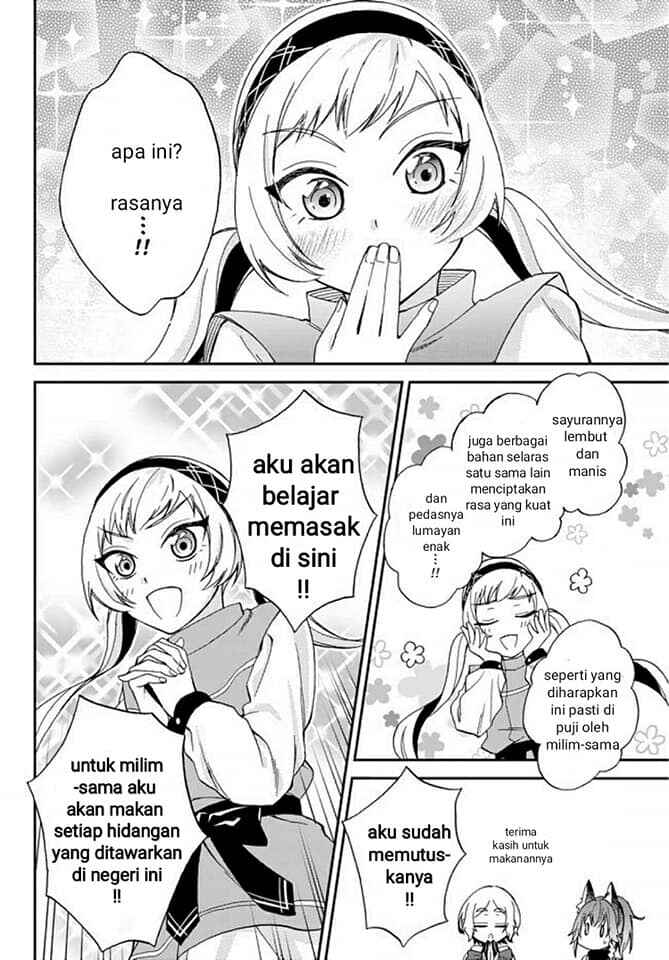 apa ini?
rasanya
...!!
sayurannya
lembut
dan
manis
juga berbagai
bahan selaras
satu sama lain
menciptakan
rasa yang kuat
ini
dan
pedasnya
lumayan
enak
...!!
seperti yang
diharapkan
ini pasti di
puji oleh
milim-sama
aku akan
belajar
memasak
di sini
!!
untuk milim
-sama aku
akan makan
setiap hidangan
yang ditawarkan
di negeri ini
!!
terima
kasih untuk
makanannya
aku sudah
memutus-
kanya
!!